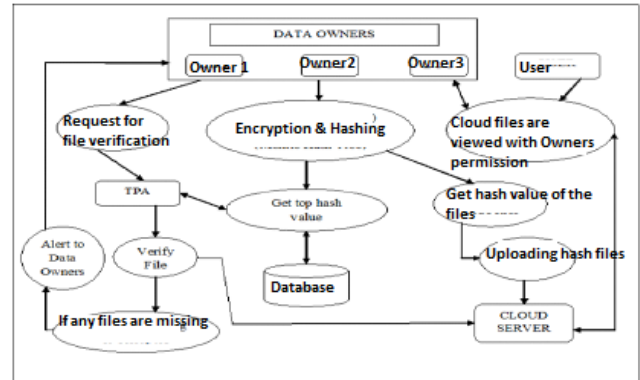 DATA OWNERS
Owner 1
Owner2
Owner3
User
Request for
file verification
Encryption & Hashing
Cloud files are
viewed with Owners
permission
TPA
Get top hash
value
Get hash value of the
files
Alert to
Data
Owners
Verify
File
Database
Uploading hash files
If any files are missing
CLOUD
SERVER